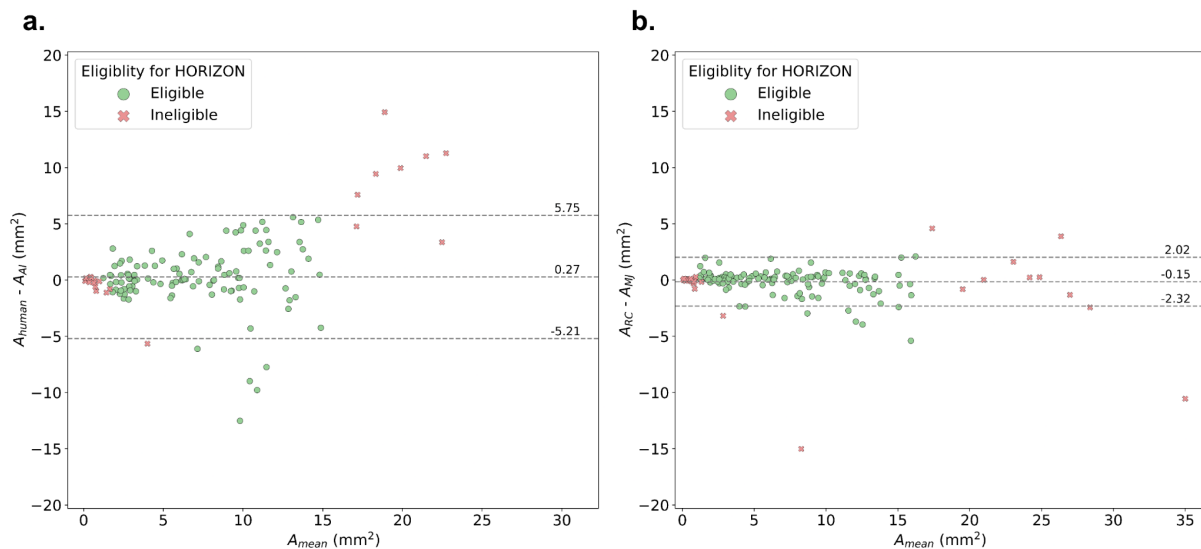 a.
Eligiblity for HORIZON
Eligible
Ineligible
20
15
10
5
0
−5
−10
−15
−20
5.75
0.27
-5.21
0 5 10 15 20 25 30
A_human - A_AI (mm²)
A_mean (mm²)
b.
Eligiblity for HORIZON
Eligible
Ineligible
20
15
10
5
0
−5
−10
−15
−20
2.02
-0.15
-2.32
0 5 10 15 20 25 30 35
A_RC - A_MJ (mm²)
A_mean (mm²)